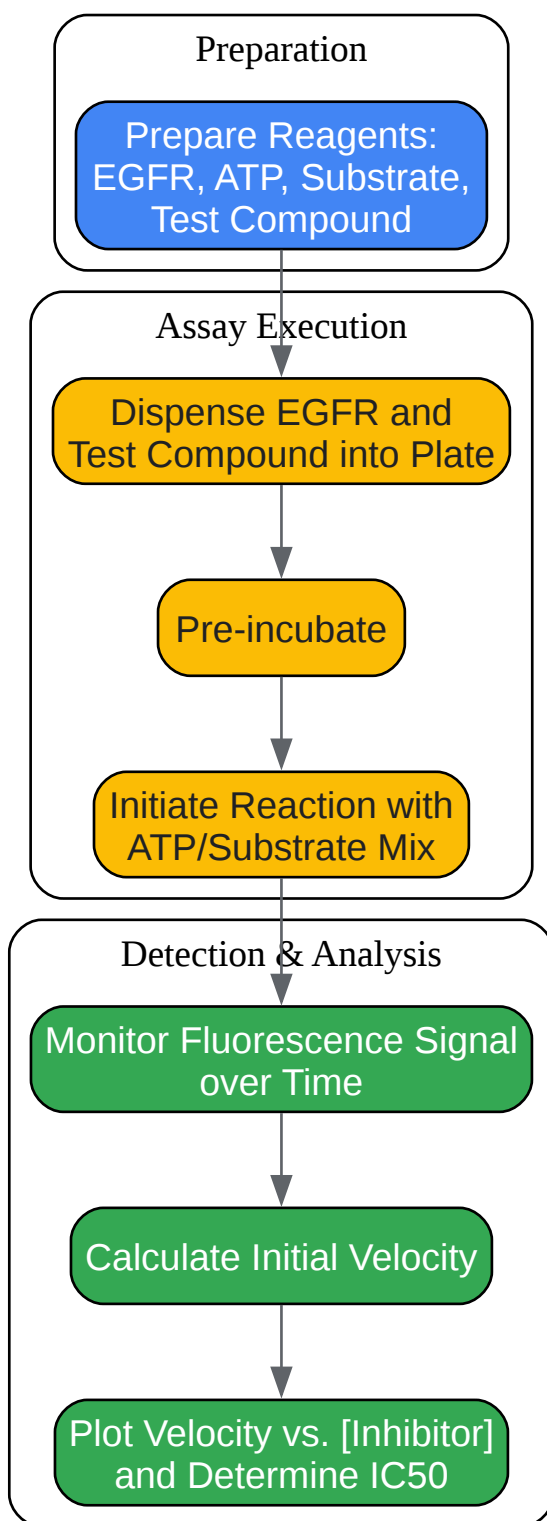 Preparation
Prepare Reagents:
EGFR, ATP, Substrate,
Test Compound
Assay Execution
Dispense EGFR and
Test Compound into Plate
Pre-incubate
Initiate Reaction with
ATP/Substrate Mix
Detection & Analysis
Monitor Fluorescence Signal
over Time
Calculate Initial Velocity
Plot Velocity vs. [Inhibitor]
and Determine IC50